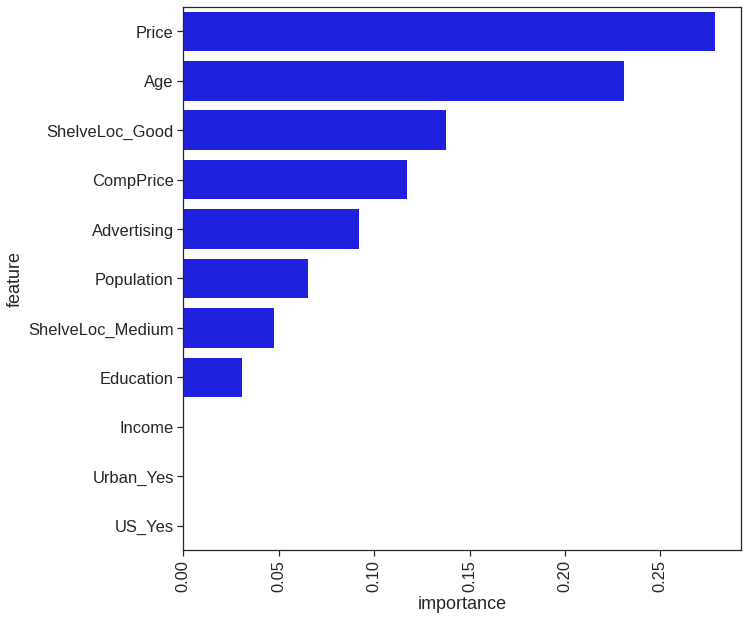 Price
Age
ShelveLoc_Good
CompPrice
Advertising
Population
ShelveLoc_Medium
Education
Income
Urban_Yes
US_Yes
feature
0.00
0.05
0.10
0.15
0.20
0.25
importance